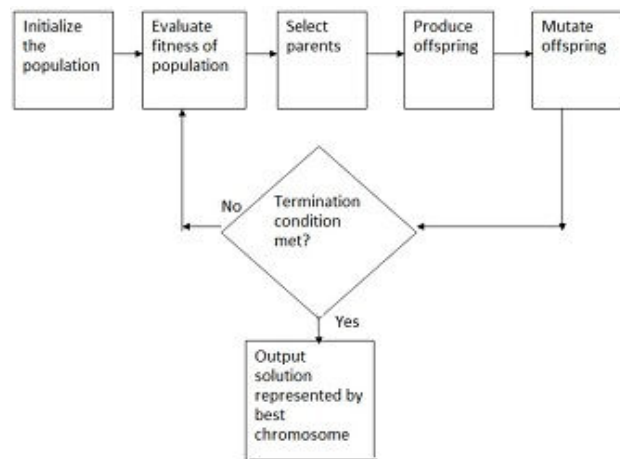 Initialize
the
population
Evaluate
fitness of
population
Select
parents
Produce
offspring
Mutate
offspring
No
Termination
condition
met?
Yes
Output
solution
represented by
best
chromosome